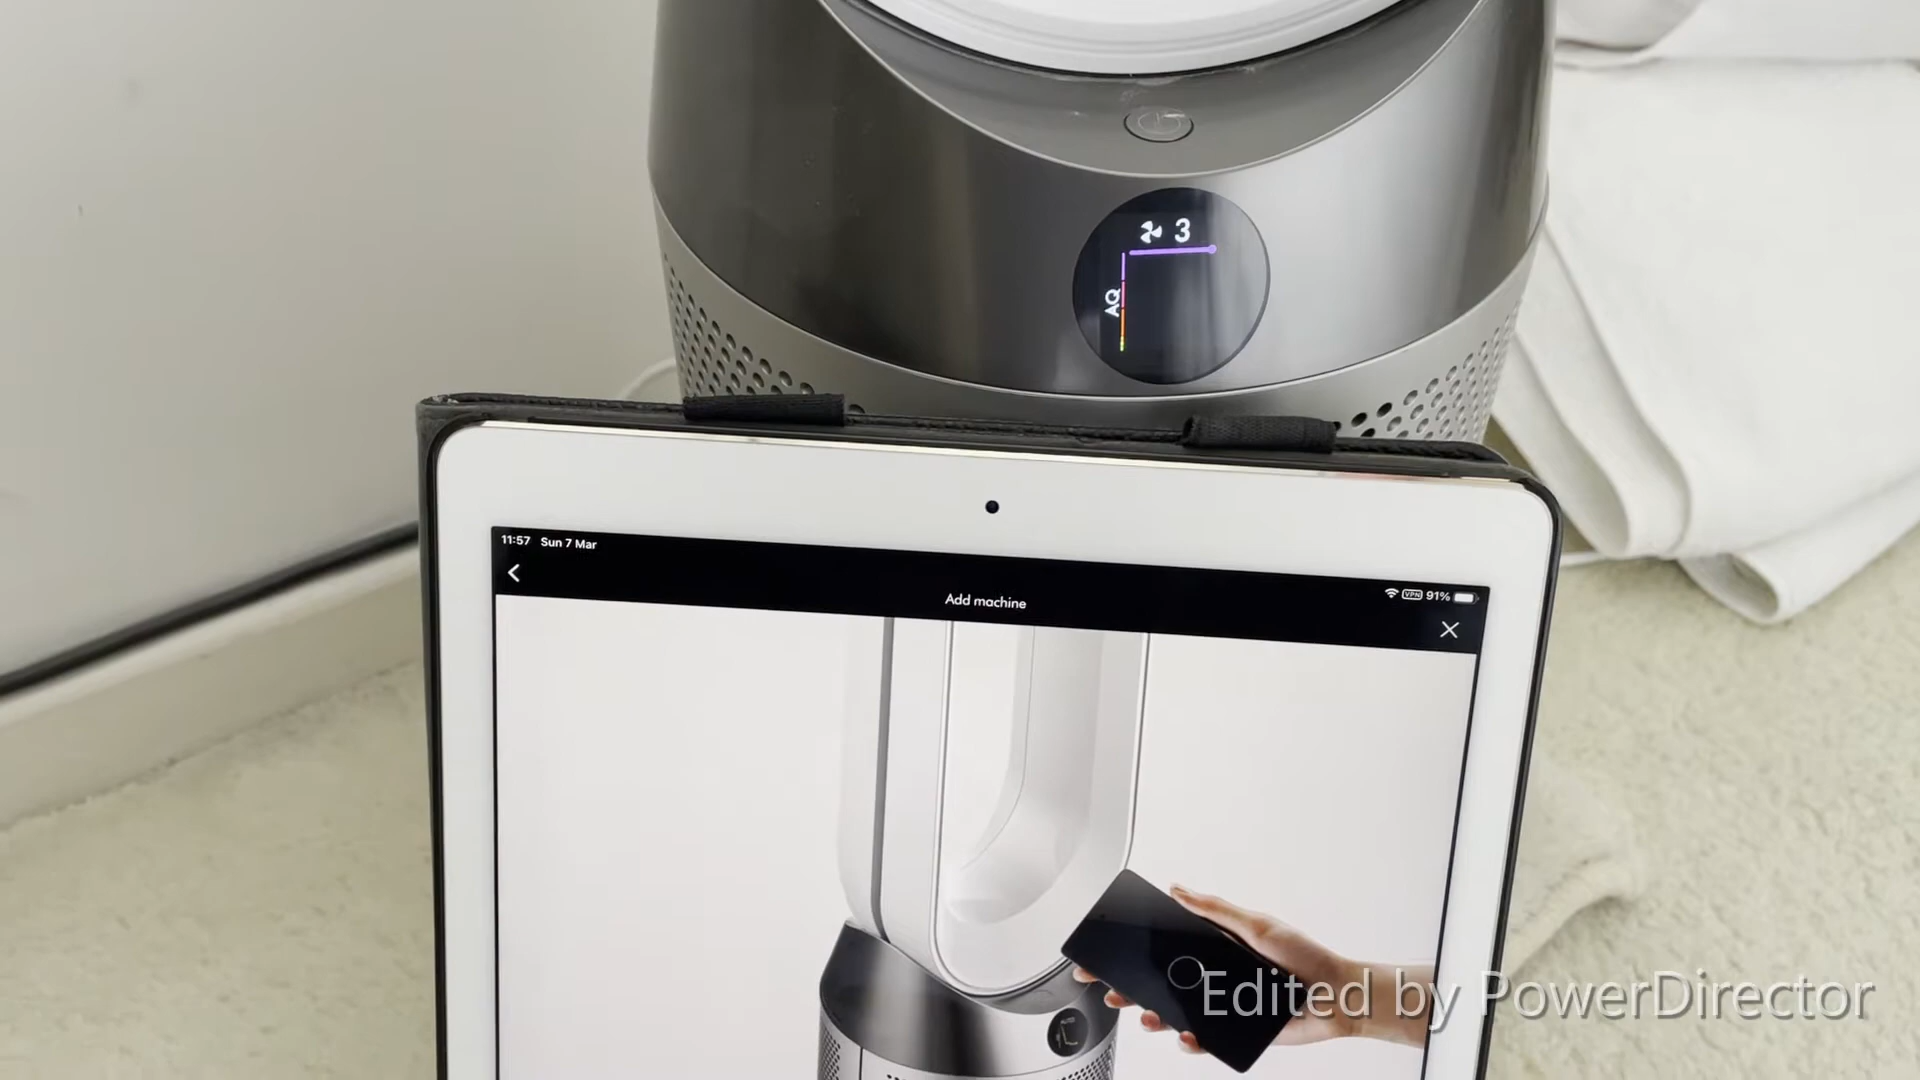 3
AQ
11:57 Sun 7 Mar
VPN 91%
Add machine
Edited by PowerDirector